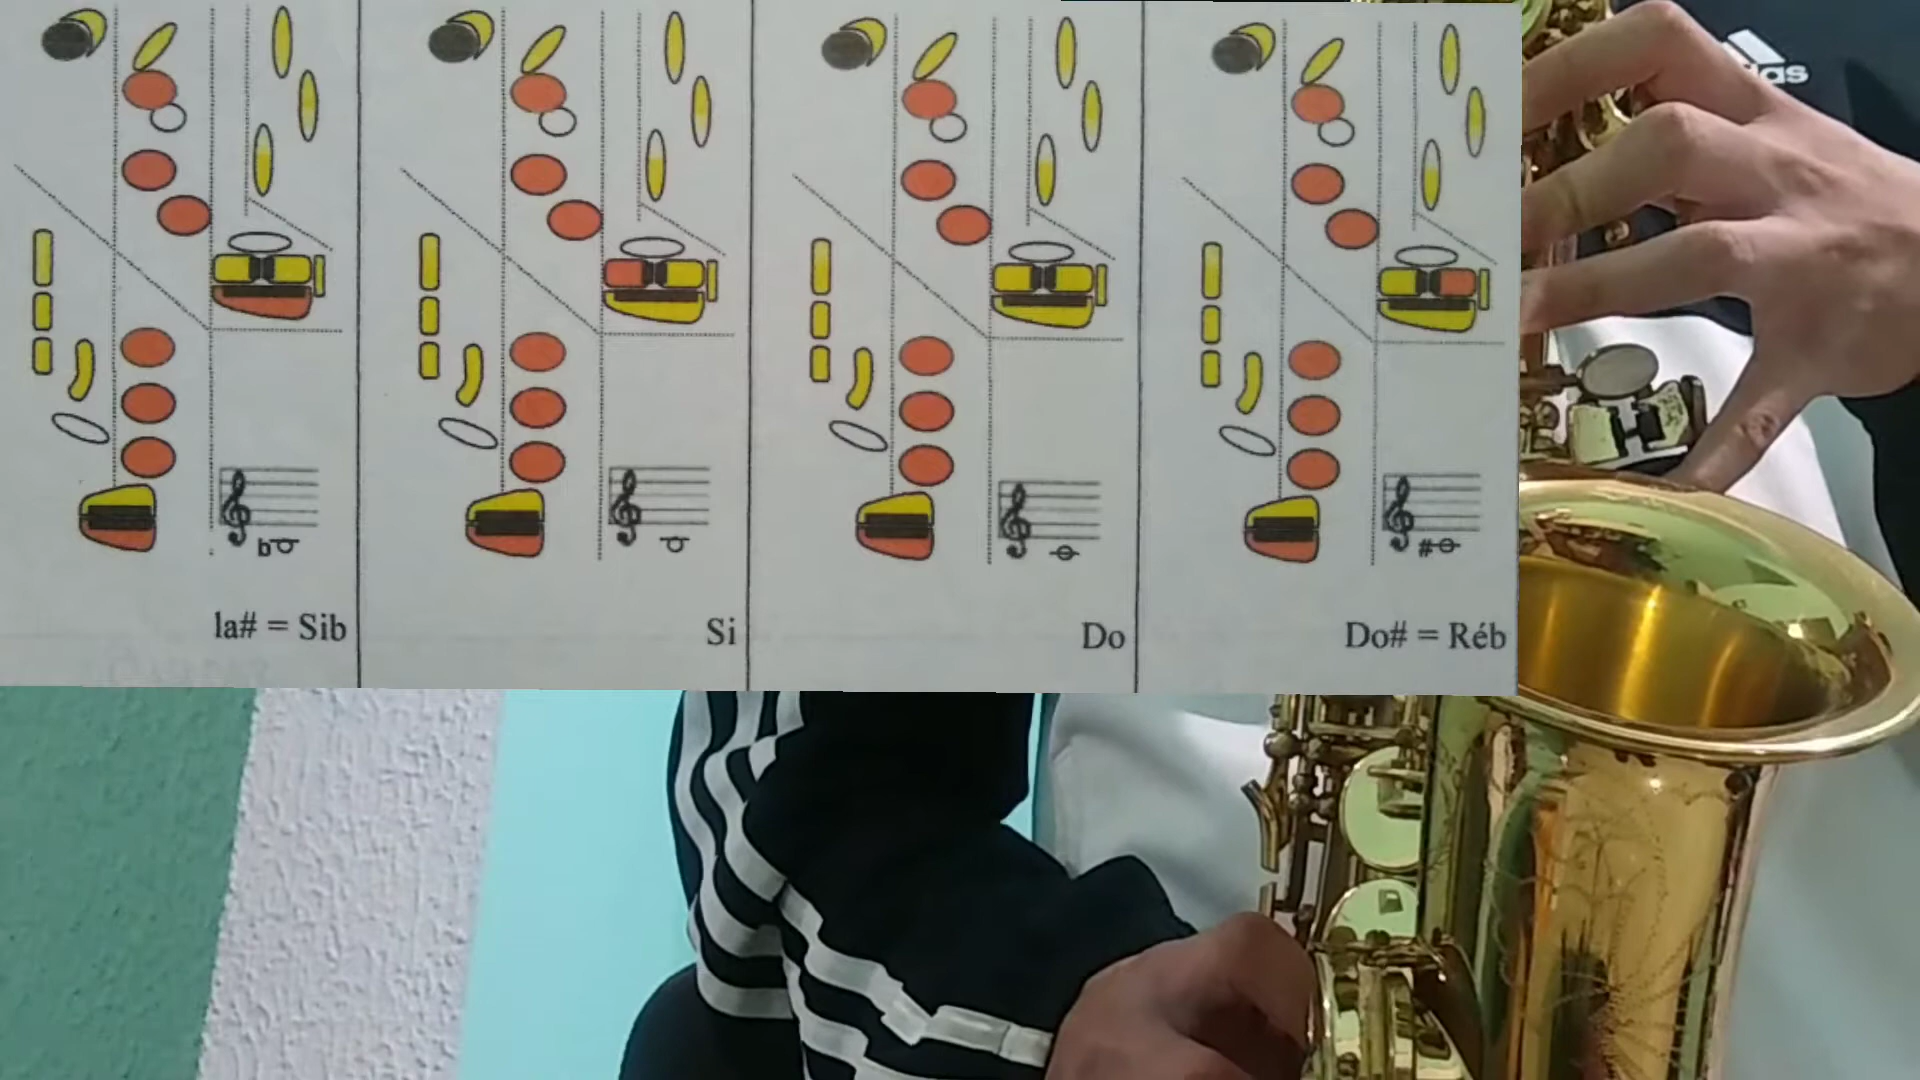 la# = Sib
Si
Do
Do# = Réb
b
#
das